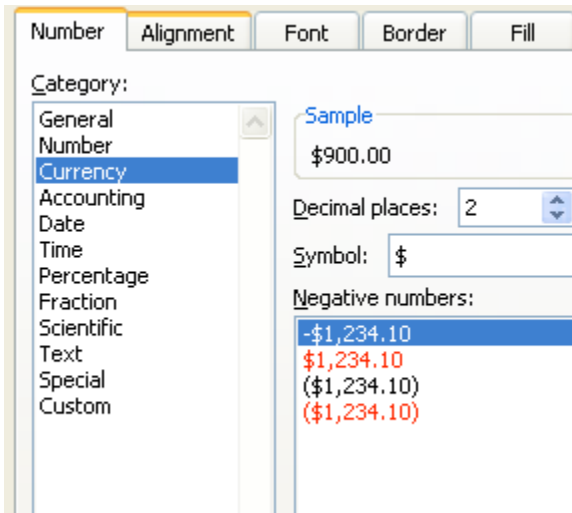 Number Alignment Font Border Fill
Category:
General
Number
Currency
Accounting
Date
Time
Percentage
Fraction
Scientific
Text
Special
Custom
Sample
$900.00
Decimal places: 2
Symbol: $
Negative numbers:
-$1,234.10
$1,234.10
($1,234.10)
($1,234.10)